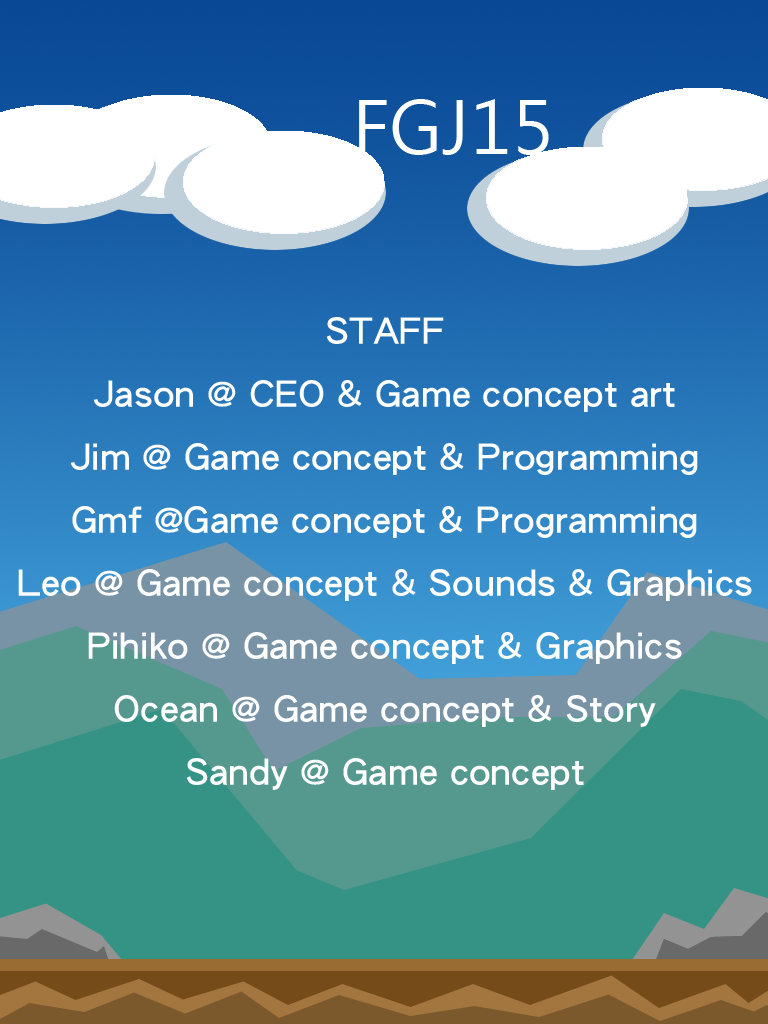 FGJ15
STAFF
Jason @ CEO & Game concept art
Jim @ Game concept & Programming
Gmf @Game concept & Programming
Leo @ Game concept & Sounds & Graphics
Pihiko @ Game concept & Graphics
Ocean @ Game concept & Story
Sandy @ Game concept